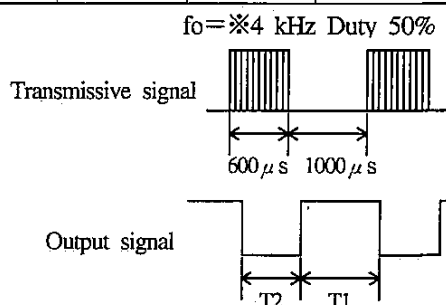 fo=※4 kHz Duty 50%
Transmissive signal
600μs 1000μs
Output signal
T2 T1